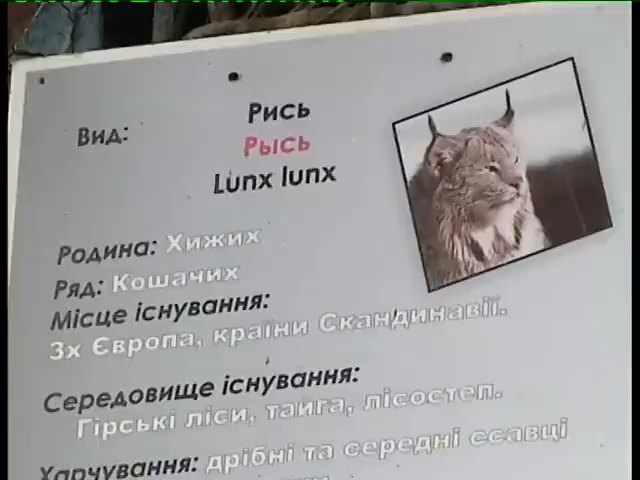 Вид:
Рись
Рысь
Lunx lunx
Родина: Хижих
Ряд: Кошачих
Місце існування:
Зх Європа, країни Скандинавії.
Середовище існування:
Гірські ліси, тайга, лісостеп.
Харчування: дрібні та середні ссавці